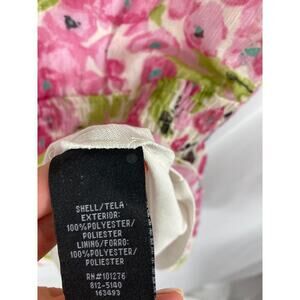 SHELL/TELA
EXTERIOR:
100%POLYESTER/
POLIESTER
LINING/FORRO:
100%POLYESTER/
POLIESTER
RN#101276
812-5140
163493